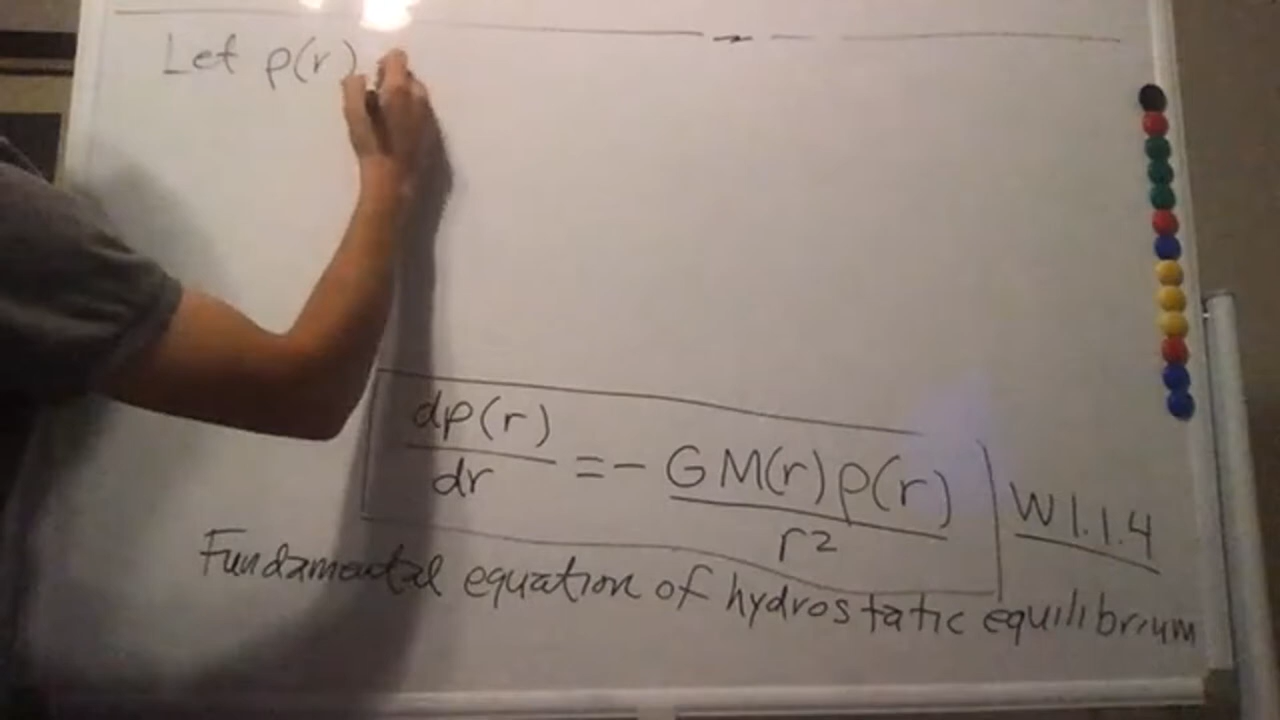 Let ρ(r)
dp(r)/dr = - GM(r)ρ(r)/r² W1.1.4
Fundamental equation of hydrostatic equilibrium